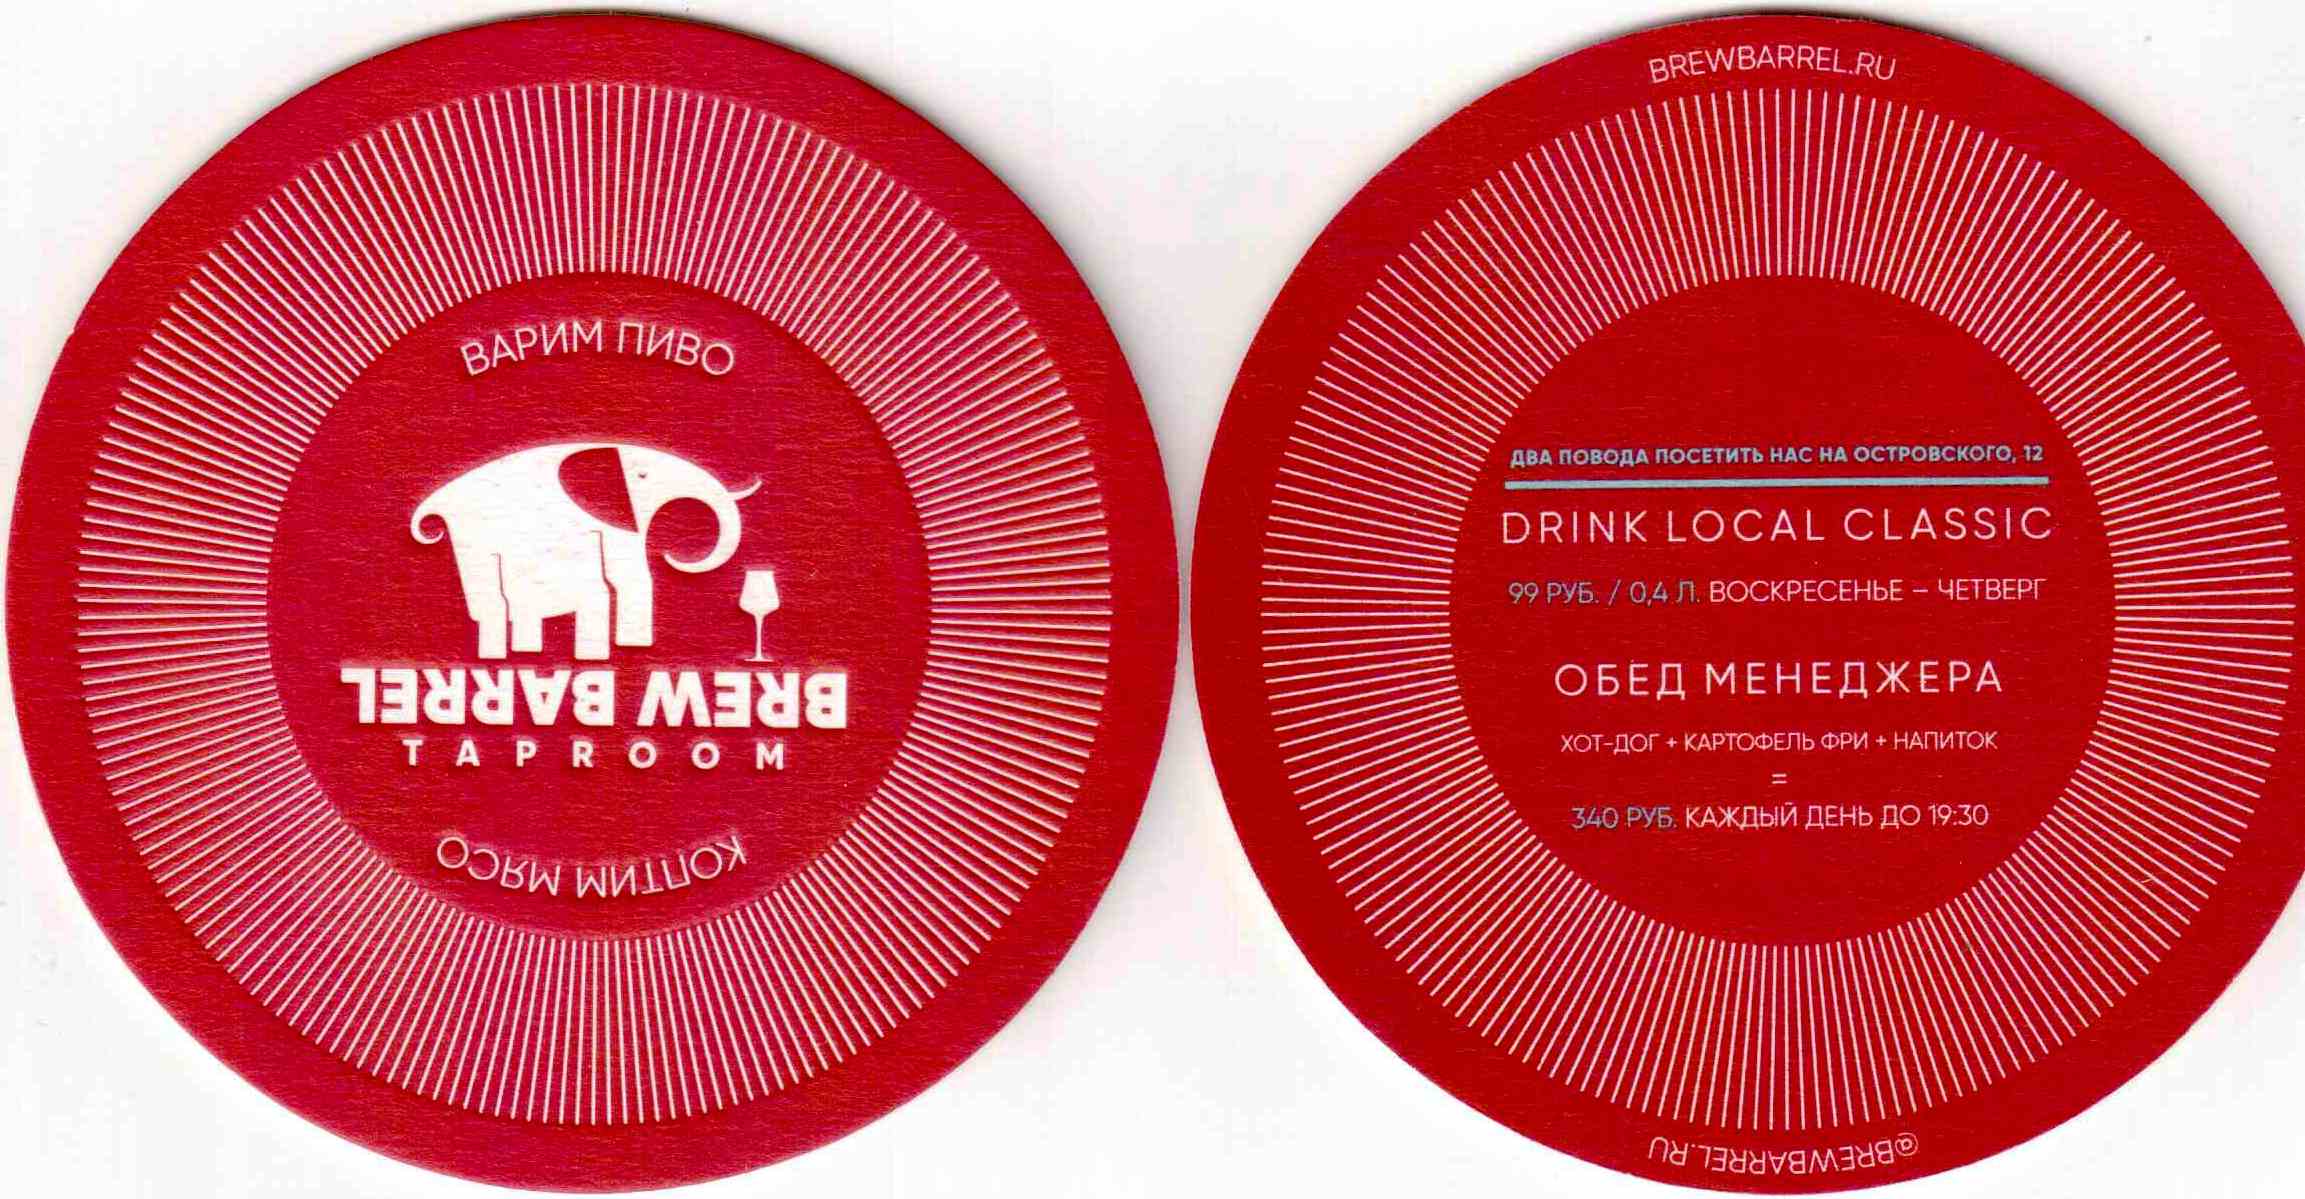 ВАРИМ ПИВО
BREW BARREL
TAPROOM
КОПТИМ МЯСО
BREWBARREL.RU
ДВА ПОВОДА ПОСЕТИТЬ НАС НА ОСТРОВСКОГО, 12
DRINK LOCAL CLASSIC
99 РУБ. / 0,4 Л. ВОСКРЕСЕНЬЕ – ЧЕТВЕРГ
ОБЕД МЕНЕДЖЕРА
ХОТ-ДОГ + КАРТОФЕЛЬ ФРИ + НАПИТОК
=
340 РУБ. КАЖДЫЙ ДЕНЬ ДО 19:30
@BREWBARREL.RU